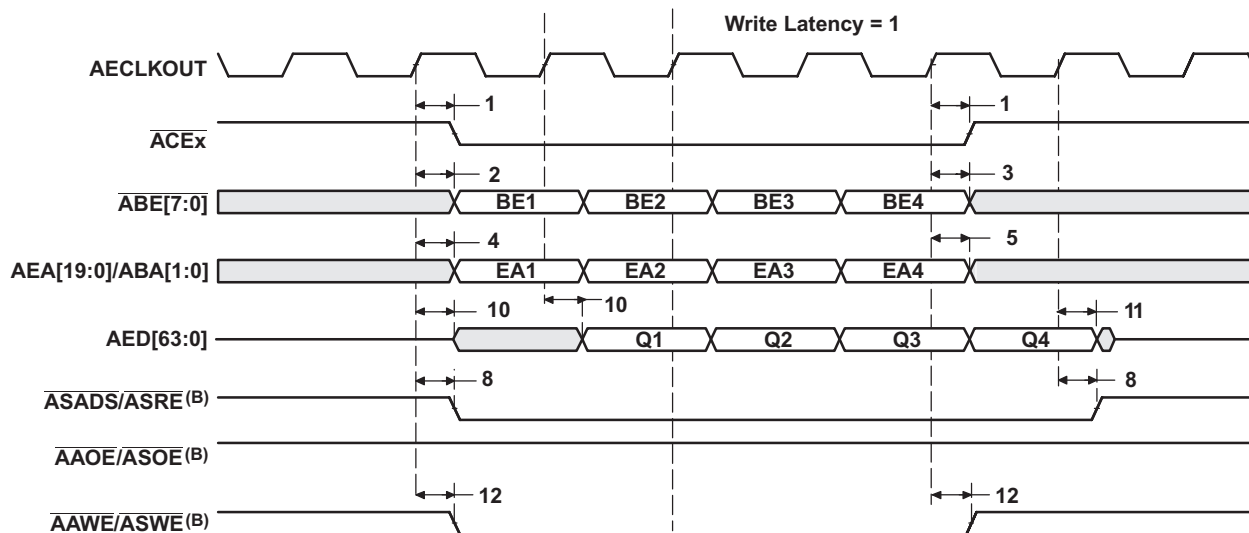 Write Latency = 1
AECLKOUT
1 1
ACEx
2 3
ABE[7:0] BE1 BE2 BE3 BE4
4 5
AEA[19:0]/ABA[1:0] EA1 EA2 EA3 EA4
10 10 11
AED[63:0] Q1 Q2 Q3 Q4
8 8
ASADS/ASRE(B)
AAOE/ASOE(B)
12 12
AAWE/ASWE(B)